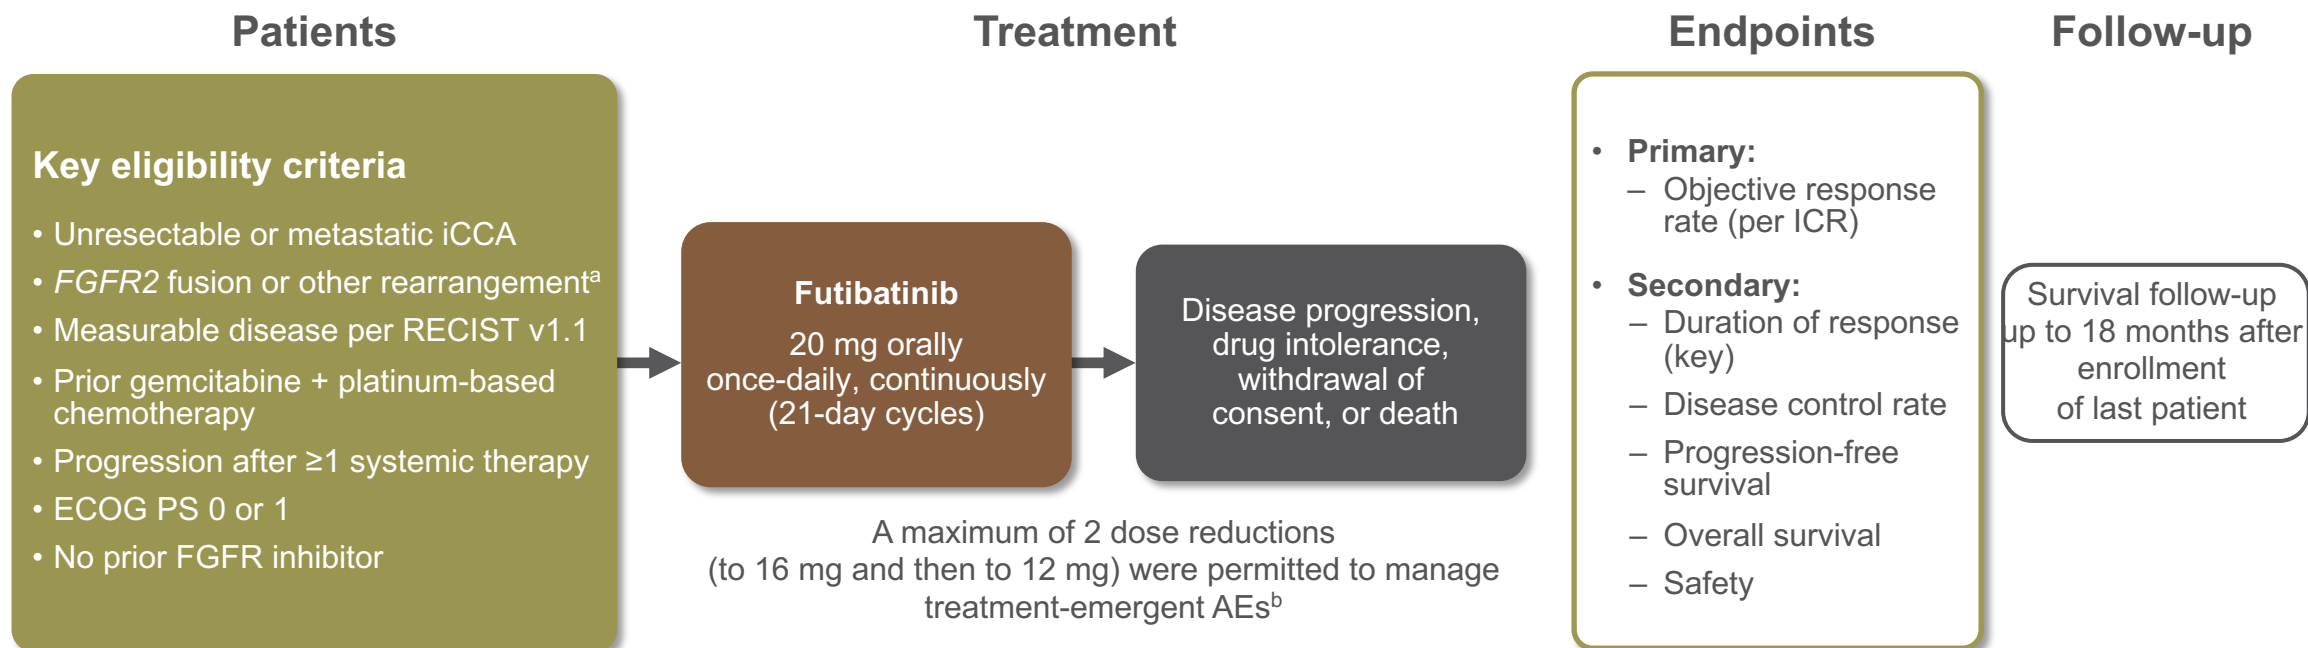 Patients
Key eligibility criteria
• Unresectable or metastatic iCCA
• FGFR2 fusion or other rearrangementᵃ
• Measurable disease per RECIST v1.1
• Prior gemcitabine + platinum-based
chemotherapy
• Progression after ≥1 systemic therapy
• ECOG PS 0 or 1
• No prior FGFR inhibitor
Treatment
Futibatinib
20 mg orally
once-daily, continuously
(21-day cycles)
Disease progression,
drug intolerance,
withdrawal of
consent, or death
A maximum of 2 dose reductions
(to 16 mg and then to 12 mg) were permitted to manage
treatment-emergent AEsᵇ
Endpoints
• Primary:
– Objective response
rate (per ICR)
• Secondary:
– Duration of response
(key)
– Disease control rate
– Progression-free
survival
– Overall survival
– Safety
Follow-up
Survival follow-up
up to 18 months after
enrollment
of last patient